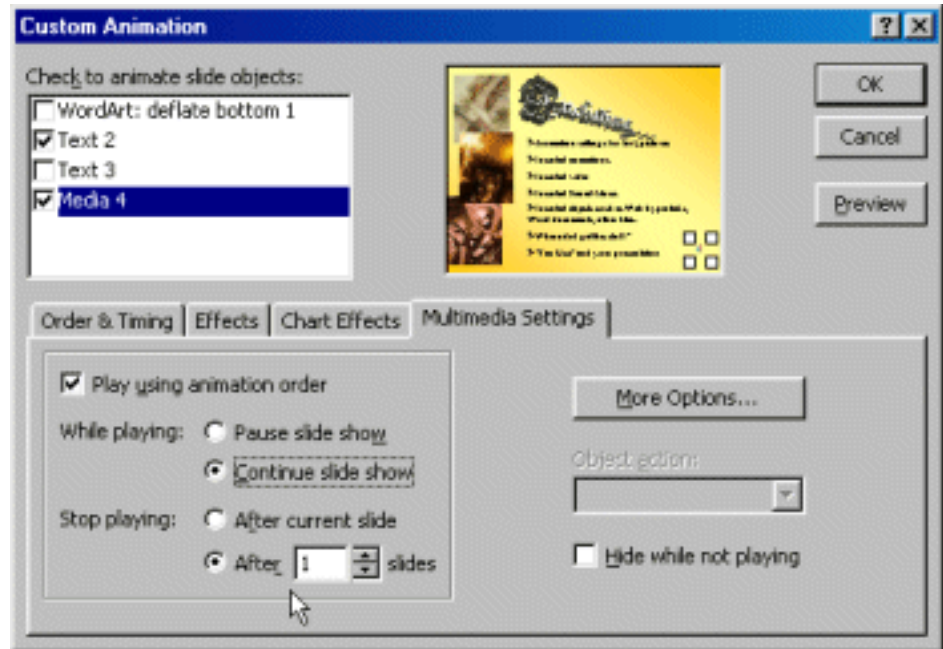 Custom Animation
Check to animate slide objects:
WordArt: deflate bottom 1
Text 2
Text 3
Media 4
OK
Cancel
Preview
Order & Timing
Effects
Chart Effects
Multimedia Settings
Play using animation order
While playing:
Pause slide show
Continue slide show
Stop playing:
After current slide
After 1 slides
More Options...
Object action:
Hide while not playing